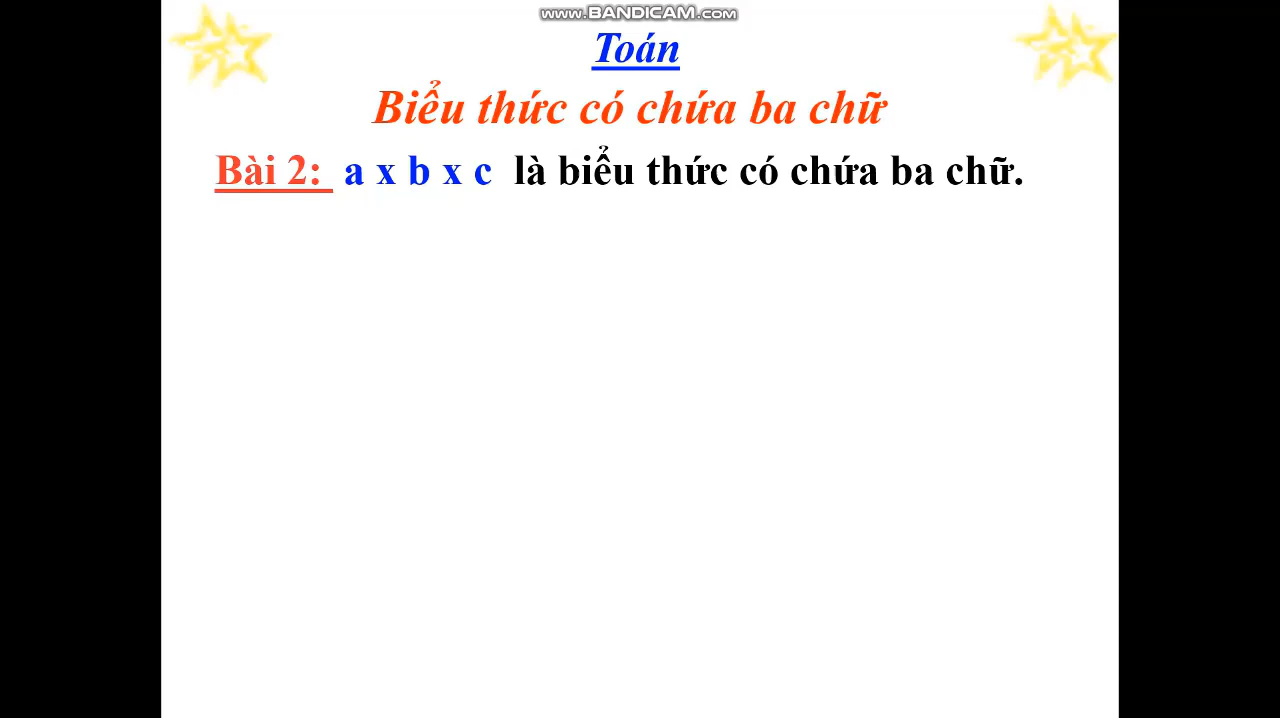 www.BANDICAM.com
Toán
Biểu thức có chứa ba chữ
Bài 2: a x b x c là biểu thức có chứa ba chữ.